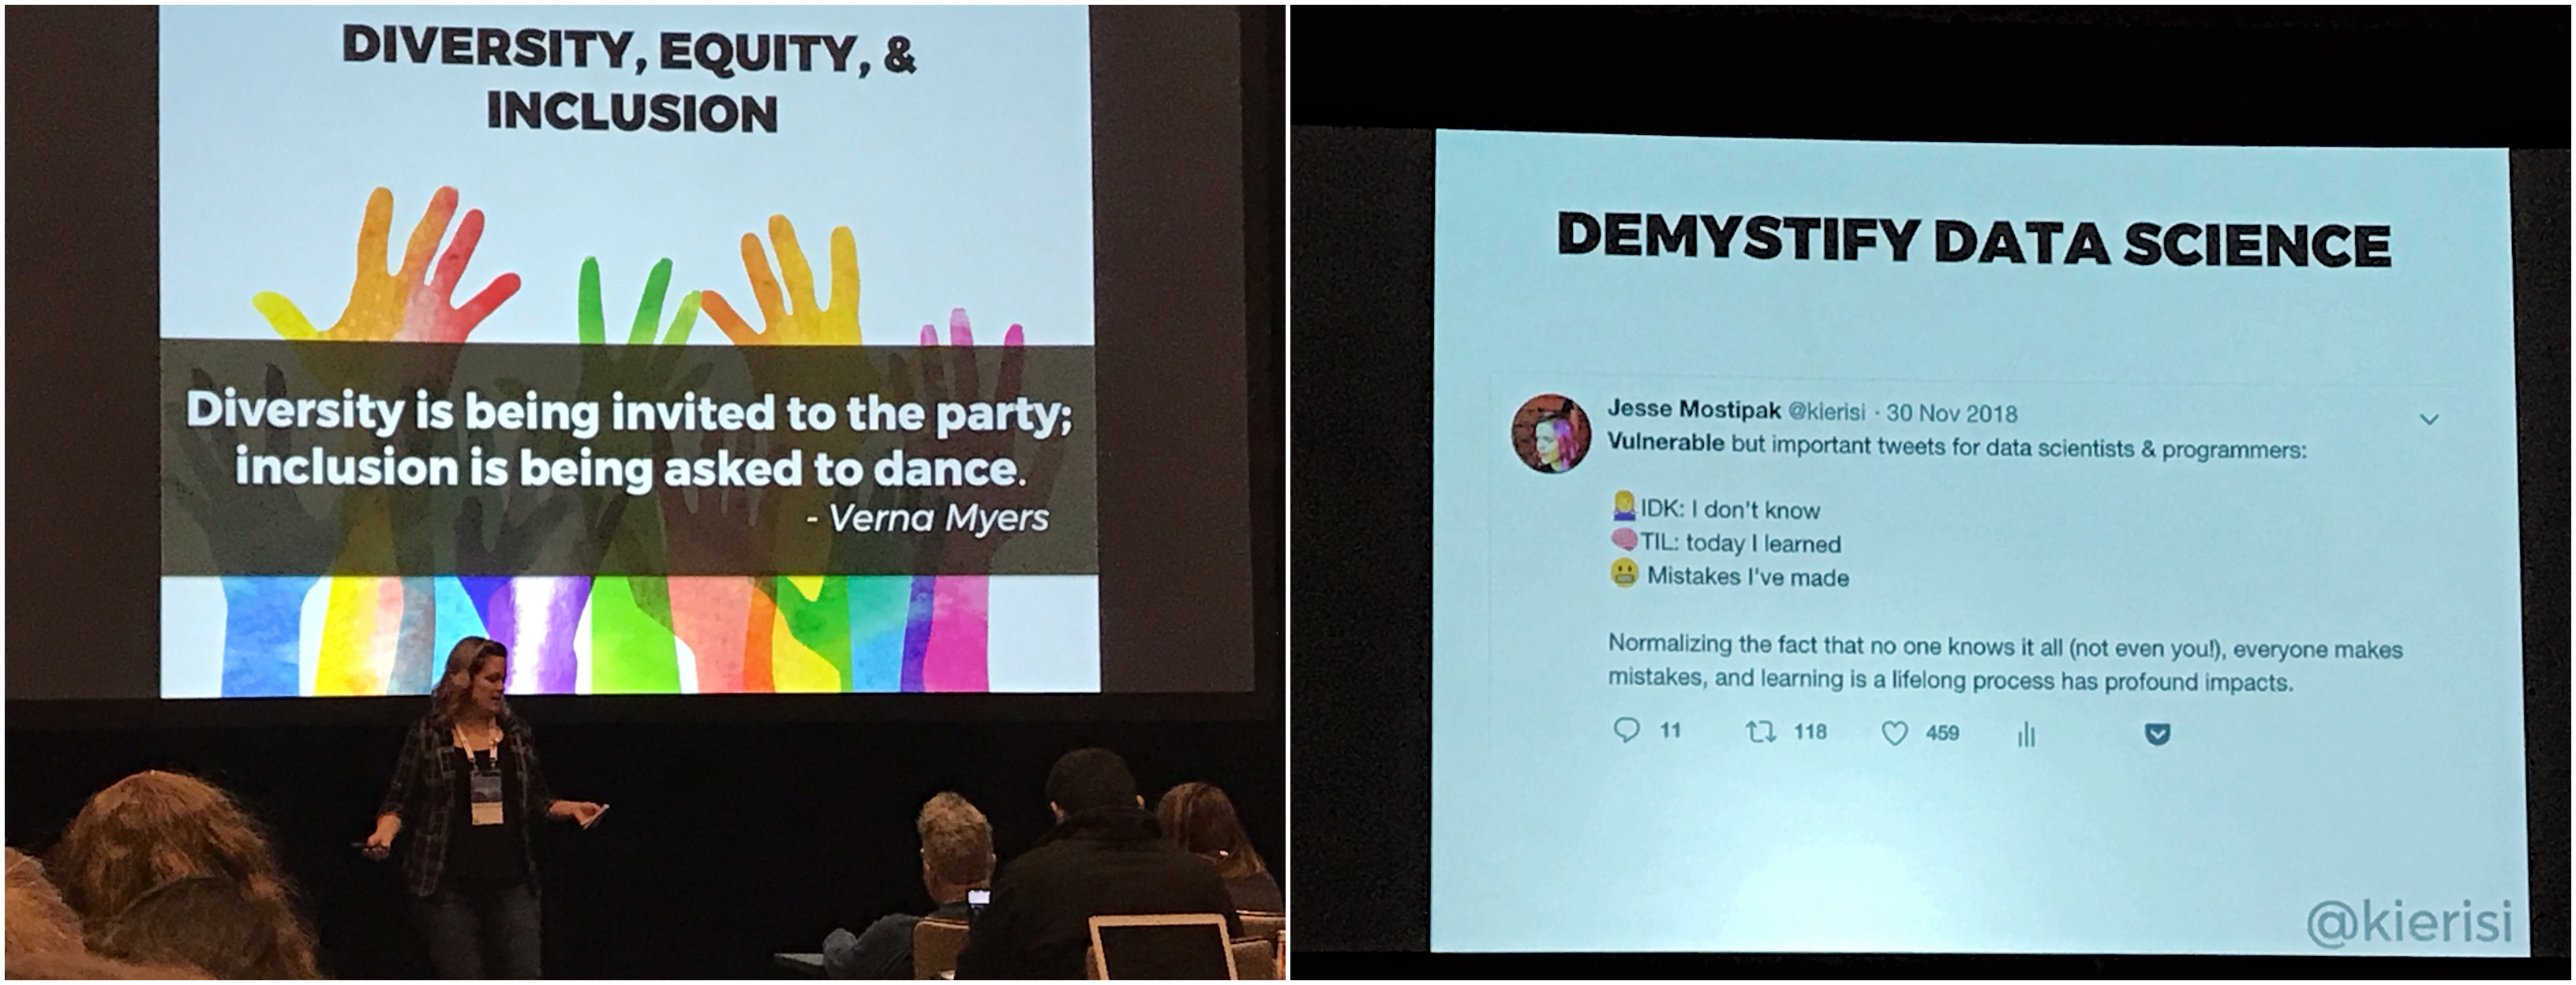 DIVERSITY, EQUITY, &
INCLUSION
Diversity is being invited to the party;
inclusion is being asked to dance.
- Verna Myers
DEMYSTIFY DATA SCIENCE
Jesse Mostipak @kierisi · 30 Nov 2018
Vulnerable but important tweets for data scientists & programmers:
IDK: I don't know
TIL: today I learned
Mistakes I've made
Normalizing the fact that no one knows it all (not even you!), everyone makes
mistakes, and learning is a lifelong process has profound impacts.
11 118 459
@kierisi